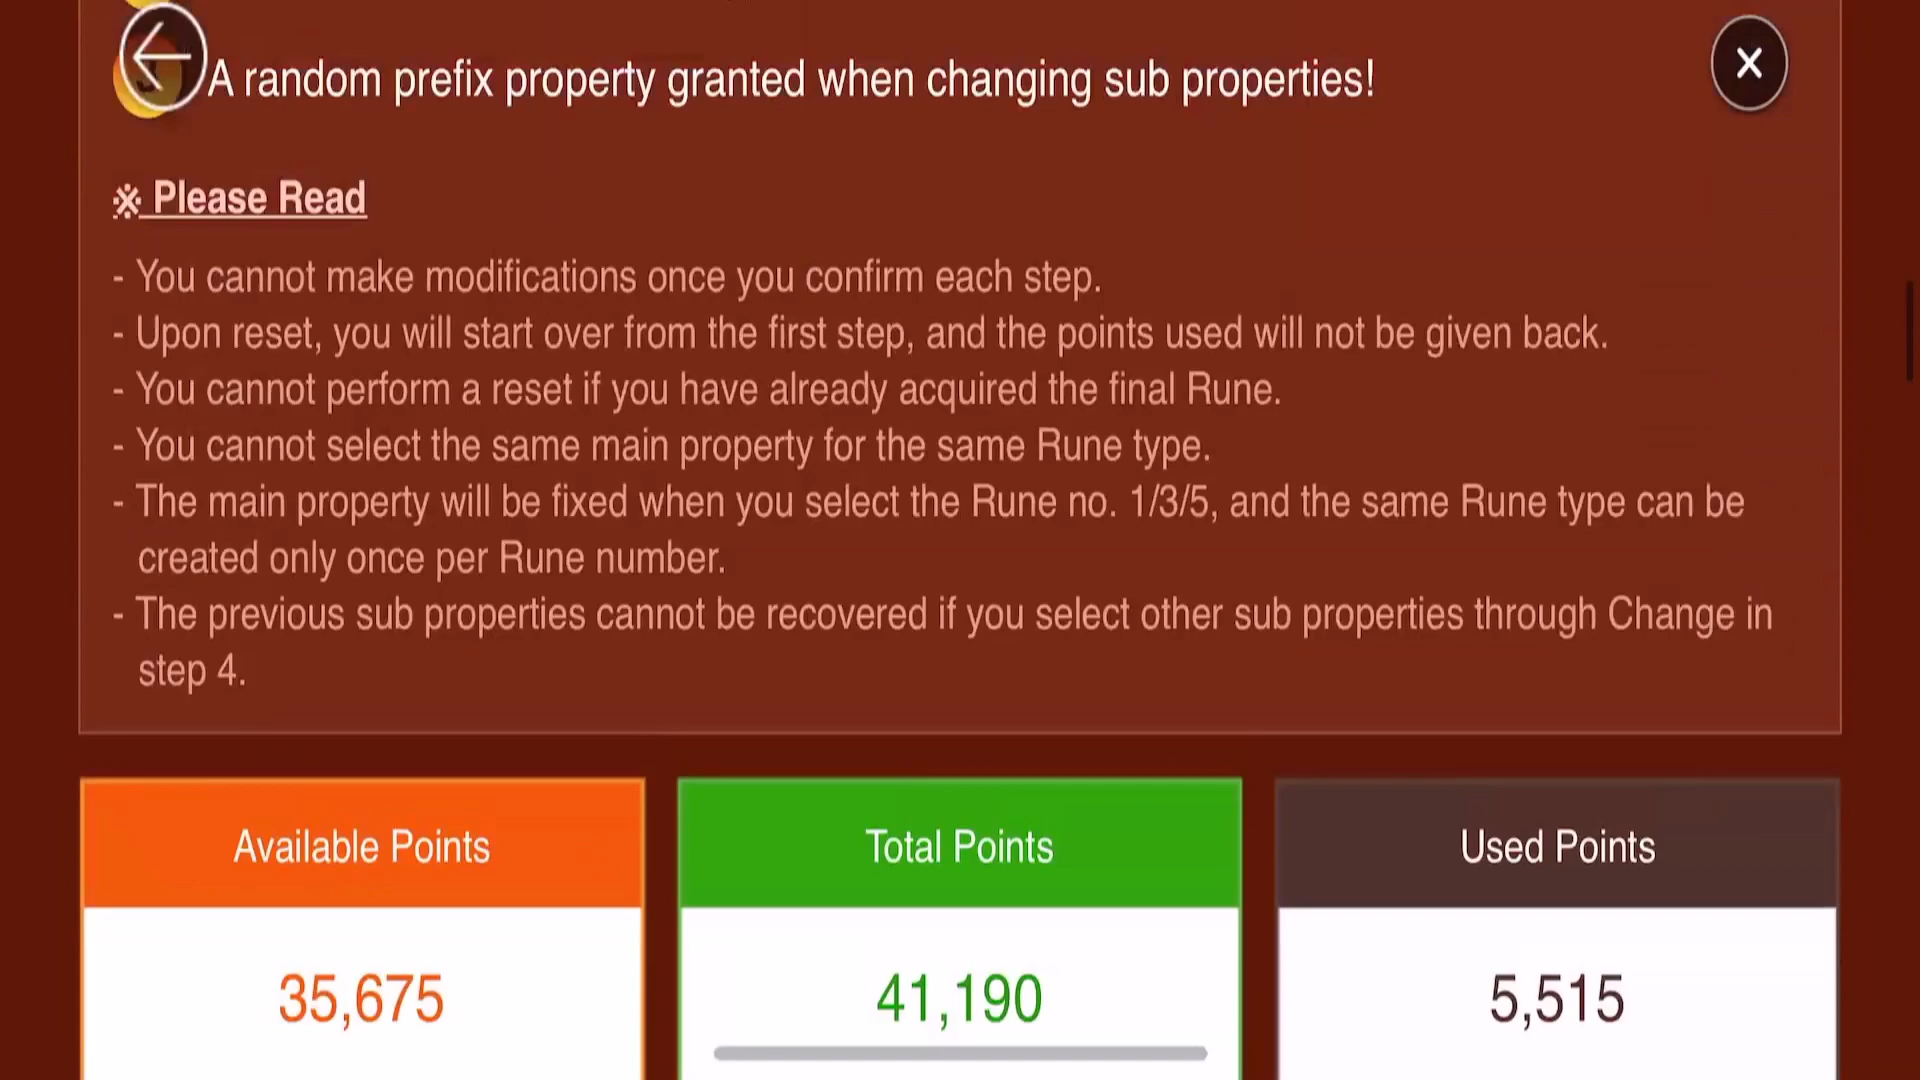 A random prefix property granted when changing sub properties!
※ Please Read
- You cannot make modifications once you confirm each step.
- Upon reset, you will start over from the first step, and the points used will not be given back.
- You cannot perform a reset if you have already acquired the final Rune.
- You cannot select the same main property for the same Rune type.
- The main property will be fixed when you select the Rune no. 1/3/5, and the same Rune type can be
created only once per Rune number.
- The previous sub properties cannot be recovered if you select other sub properties through Change in
step 4.
Available Points
Total Points
Used Points
35,675
41,190
5,515